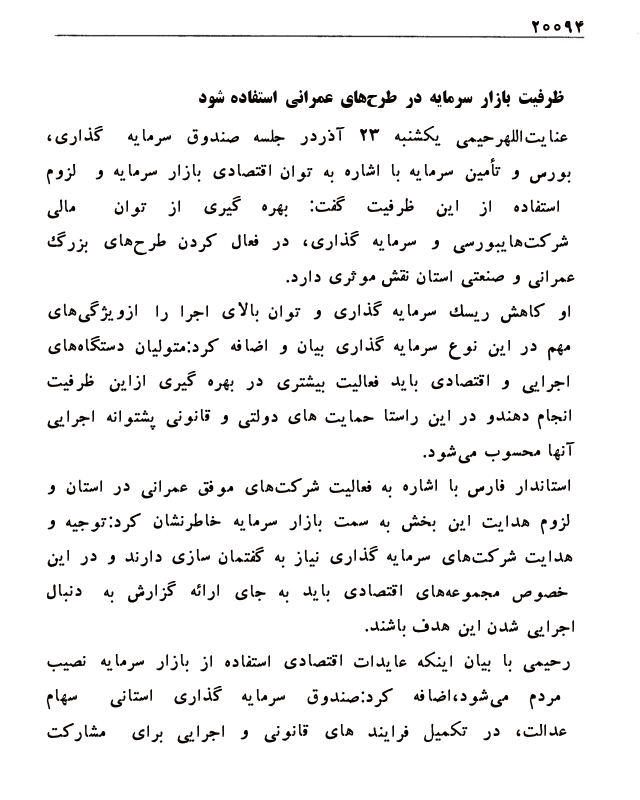 ۲۰۰۹۴
ظرفیت بازار سرمایه در طرح‌های عمرانی استفاده شود
عنایت‌اللهرحیمی یکشنبه ۲۳ آذردر جلسه صندوق سرمایه گذاری،
بورس و تأمین سرمایه با اشاره به توان اقتصادی بازار سرمایه و لزوم
استفاده از این ظرفیت گفت: بهره گیری از توان مالی
شرکت‌هایبورسی و سرمایه گذاری، در فعال کردن طرح‌های بزرگ
عمرانی و صنعتی استان نقش موثری دارد.
او کاهش ریسک سرمایه گذاری و توان بالای اجرا را ازویژگی‌های
مهم در این نوع سرمایه گذاری بیان و اضافه کرد:متولیان دستگاه‌های
اجرایی و اقتصادی باید فعالیت بیشتری در بهره گیری ازاین ظرفیت
انجام دهندو در این راستا حمایت های دولتی و قانونی پشتوانه اجرایی
آنها محسوب می‌شود.
استاندار فارس با اشاره به فعالیت شرکت‌های موفق عمرانی در استان و
لزوم هدایت این بخش به سمت بازار سرمایه خاطرنشان کرد:توجیه و
هدایت شرکت‌های سرمایه گذاری نیاز به گفتمان سازی دارند و در این
خصوص مجموعه‌های اقتصادی باید به جای ارائه گزارش به دنبال
اجرایی شدن این هدف باشند.
رحیمی با بیان اینکه عایدات اقتصادی استفاده از بازار سرمایه نصیب
مردم می‌شود،اضافه کرد:صندوق سرمایه گذاری استانی سهام
عدالت، در تکمیل فرایند های قانونی و اجرایی برای مشارکت